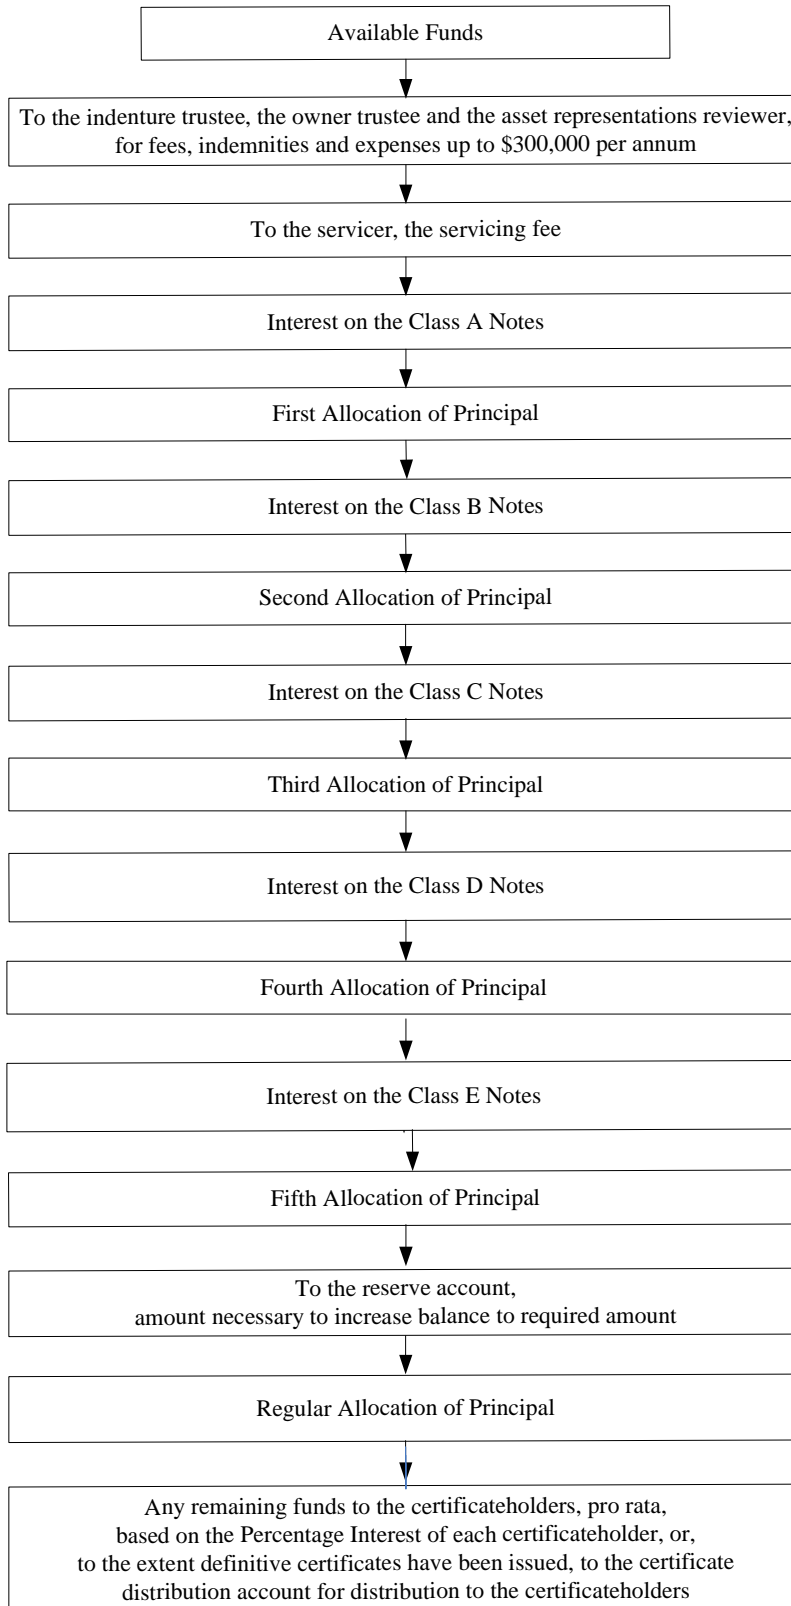 Available Funds
To the indenture trustee, the owner trustee and the asset representations reviewer,
for fees, indemnities and expenses up to $300,000 per annum
To the servicer, the servicing fee
Interest on the Class A Notes
First Allocation of Principal
Interest on the Class B Notes
Second Allocation of Principal
Interest on the Class C Notes
Third Allocation of Principal
Interest on the Class D Notes
Fourth Allocation of Principal
Interest on the Class E Notes
Fifth Allocation of Principal
To the reserve account,
amount necessary to increase balance to required amount
Regular Allocation of Principal
Any remaining funds to the certificateholders, pro rata,
based on the Percentage Interest of each certificateholder, or,
to the extent definitive certificates have been issued, to the certificate
distribution account for distribution to the certificateholders